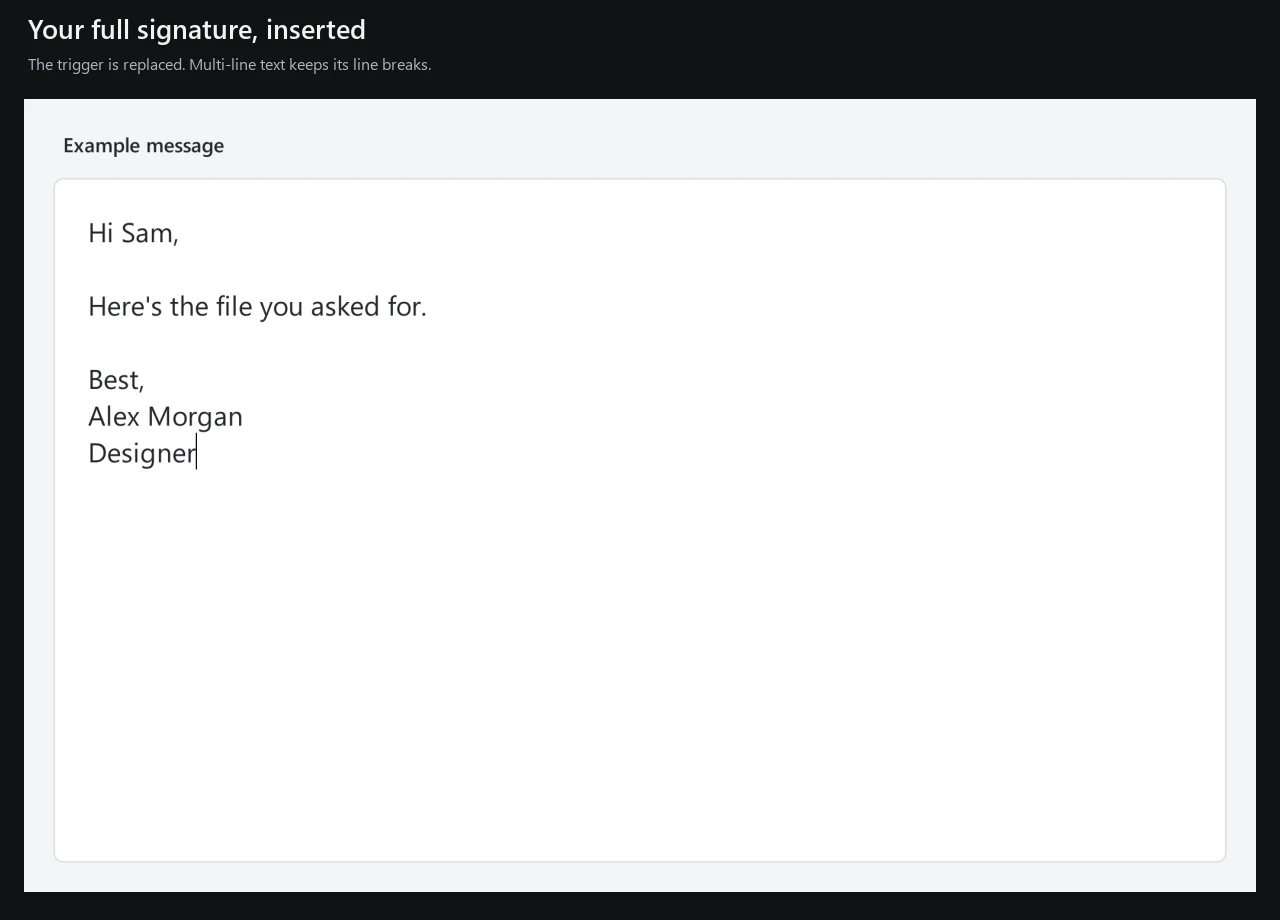 Your full signature, inserted
The trigger is replaced. Multi-line text keeps its line breaks.
Example message
Hi Sam,
Here's the file you asked for.
Best,
Alex Morgan
Designer